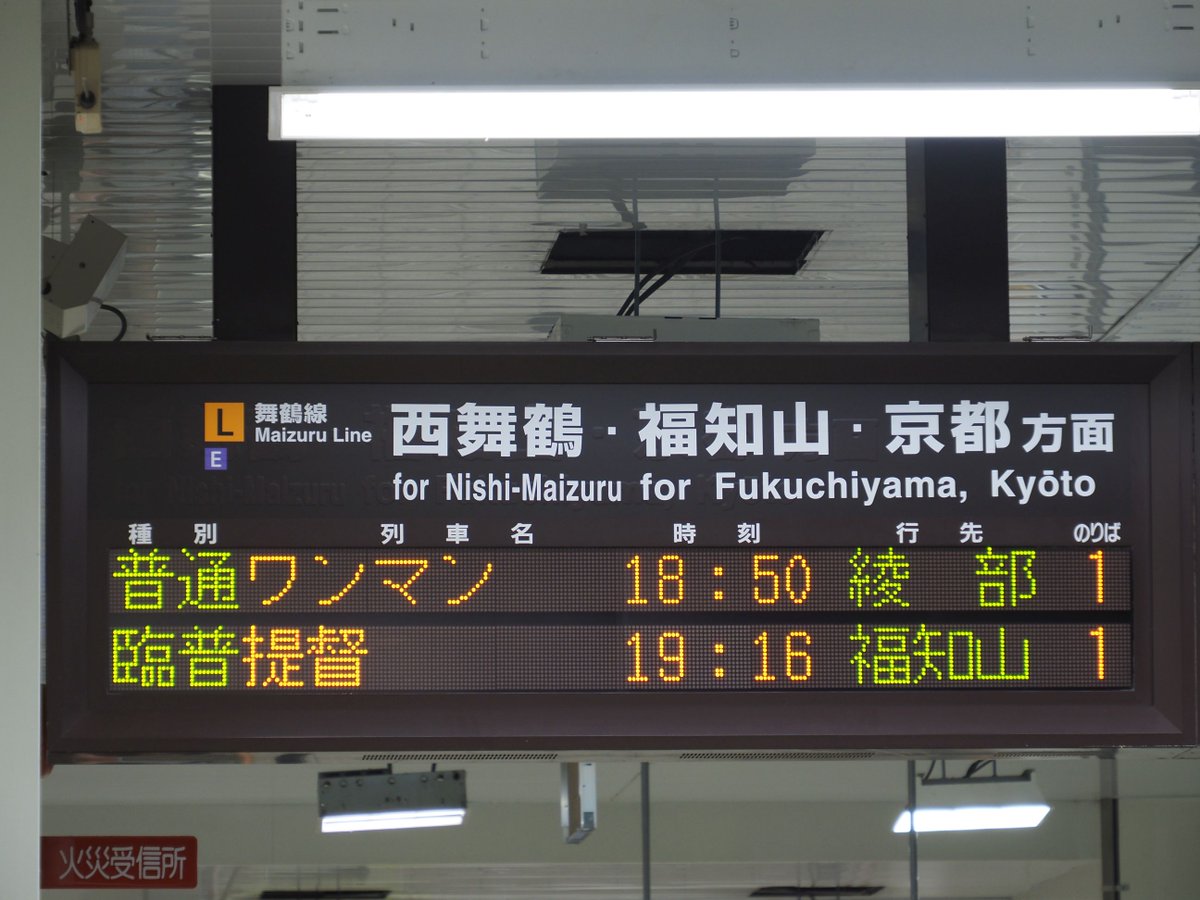 L 舞鶴線 西舞鶴・福知山・京都方面
Maizuru Line
E
for Nishi-Maizuru for Fukuchiyama, Kyōto
種別 列車名 時刻 行先 のりば
普通ワンマン 18:50 綾部 1
臨普提督 19:16 福知山 1
火災受信所